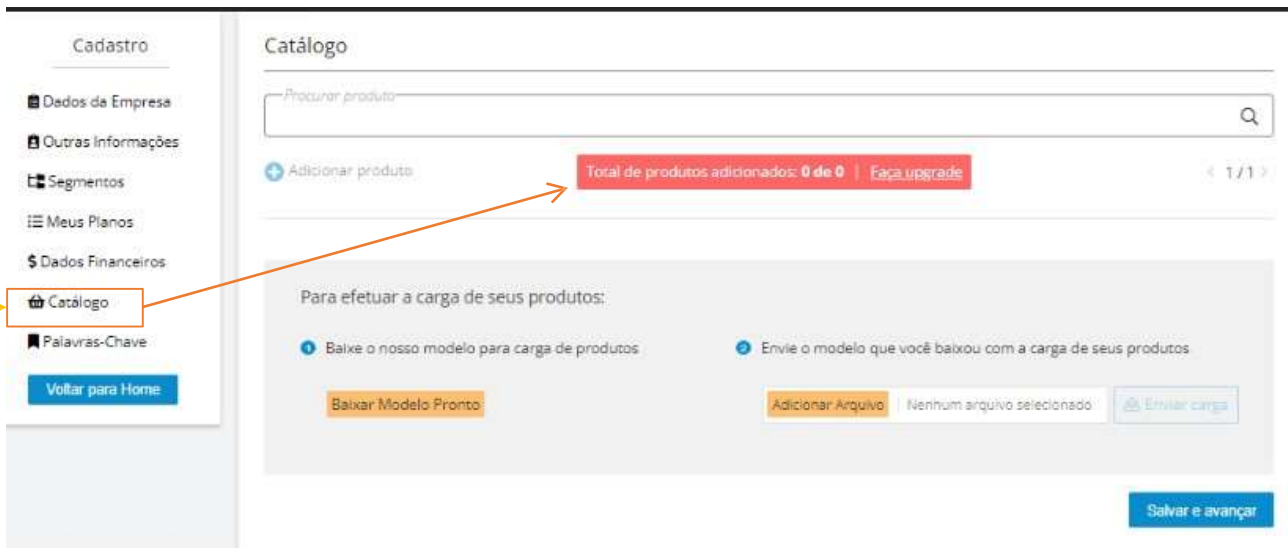 Cadastro
Dados da Empresa
Outras Informações
Segmentos
Meus Planos
$ Dados Financeiros
Catálogo
Palavras-Chave
Voltar para Home
Catálogo
Procurar produto
Adicionar produto
Total de produtos adicionados: 0 de 0 | Faça upgrade
< 1 / 1 >
Para efetuar a carga de seus produtos:
1 Baixe o nosso modelo para carga de produtos
2 Envie o modelo que você baixou com a carga de seus produtos
Baixar Modelo Pronto
Adicionar Arquivo | Nenhum arquivo selecionado
Enviar carga
Salvar e avançar